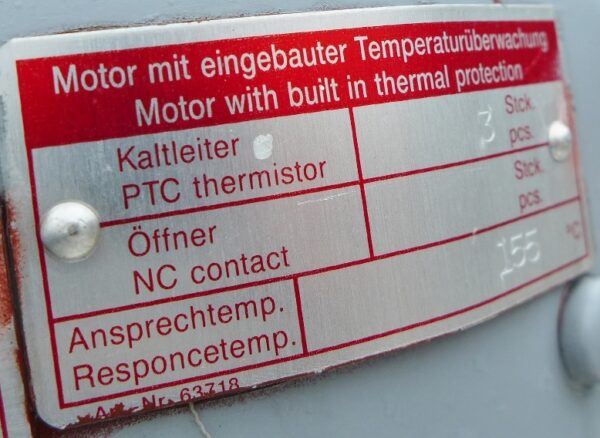 Motor mit eingebauter Temperaturüberwachung
Motor with built in thermal protection
Kaltleiter
PTC thermistor
3 Stck.
pcs.
Öffner
NC contact
Stck.
pcs.
Ansprechtemp.
Responcetemp.
155 °C
Art.-Nr. 63718